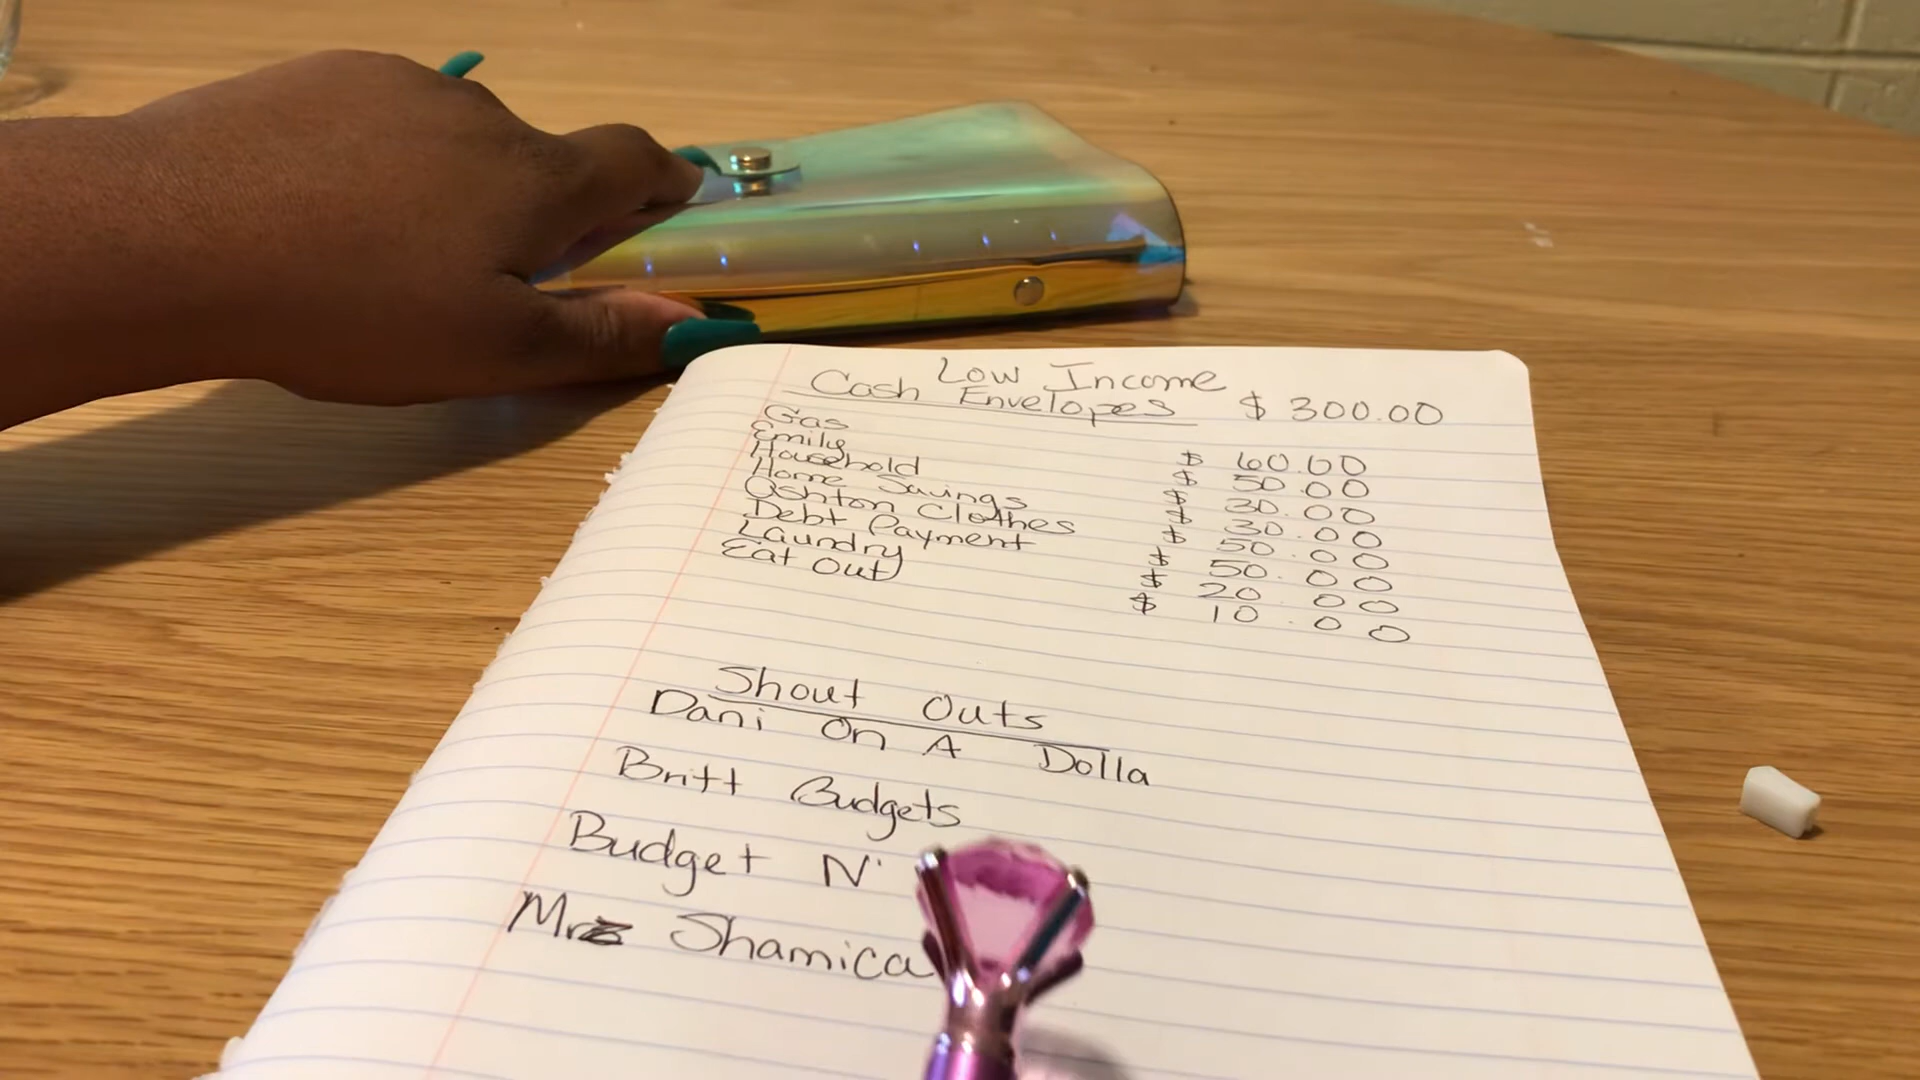 Low Income
Cash Envelopes $ 300.00
Gas $ 60.00
Emily $ 50.00
Household $ 30.00
Home Savings $ 30.00
Ashton Clothes $ 50.00
Debt Payment $ 50.00
Laundry $ 20.00
Eat Out $ 10.00
Shout Outs
Dani On A Dolla
Britt Budgets
Budget N'
Shamica